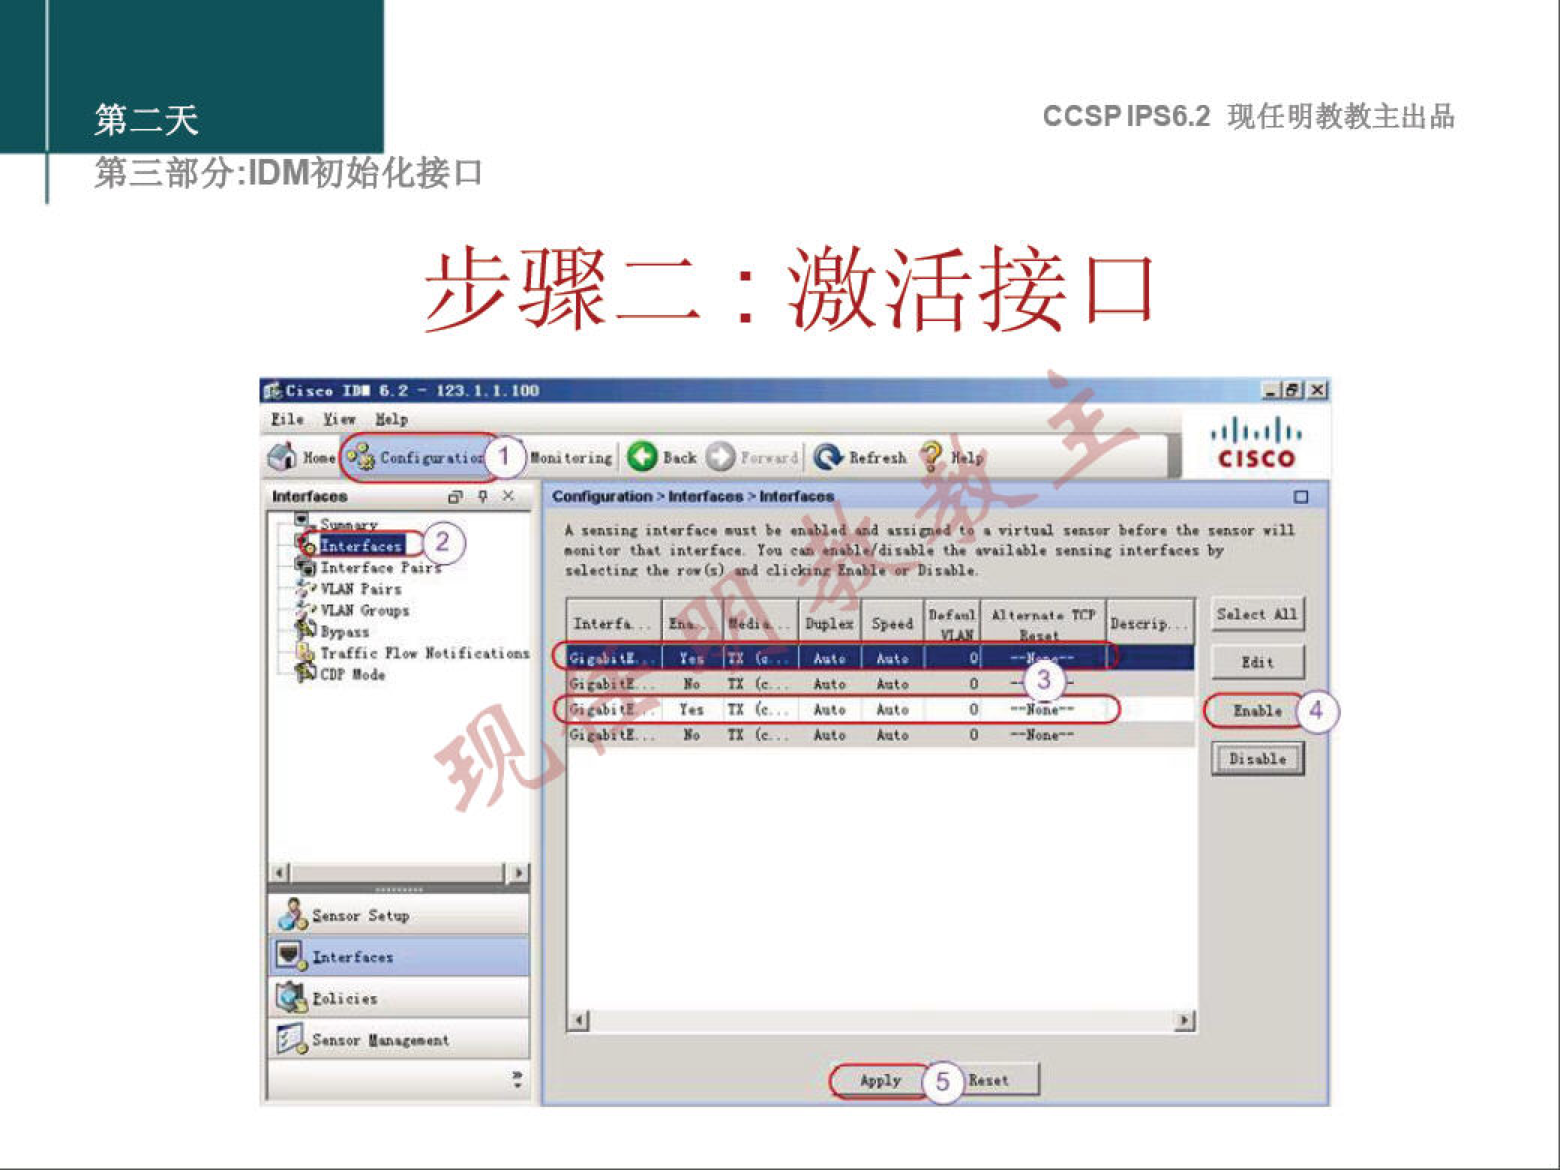 第二天
CCSP IPS6.2 现任明教教主出品
第三部分:IDM初始化接口
步骤二：激活接口
Cisco IDM 6.2 - 123.1.1.100
File View Help
Home Configuration 1 Monitoring Back Forward Refresh Help
CISCO
Interfaces
Configuration > Interfaces > Interfaces
Summary
Interfaces 2
Interface Pairs
VLAN Pairs
VLAN Groups
Bypass
Traffic Flow Notifications
CDP Mode
A sensing interface must be enabled and assigned to a virtual sensor before the sensor will
monitor that interface. You can enable/disable the available sensing interfaces by
selecting the row(s) and clicking Enable or Disable.
Interfa... Ena... Media... Duplex Speed Defaul VLAN Alternate TCP Reset Descrip...
GigabitE... Yes TX (c... Auto Auto 0 --None--
GigabitE... No TX (c... Auto Auto 0 --
3
GigabitE... Yes TX (c... Auto Auto 0 --None--
GigabitE... No TX (c... Auto Auto 0 --None--
Select All
Edit
Enable 4
Disable
Sensor Setup
Interfaces
Policies
Sensor Management
Apply 5 Reset
现任明教教主